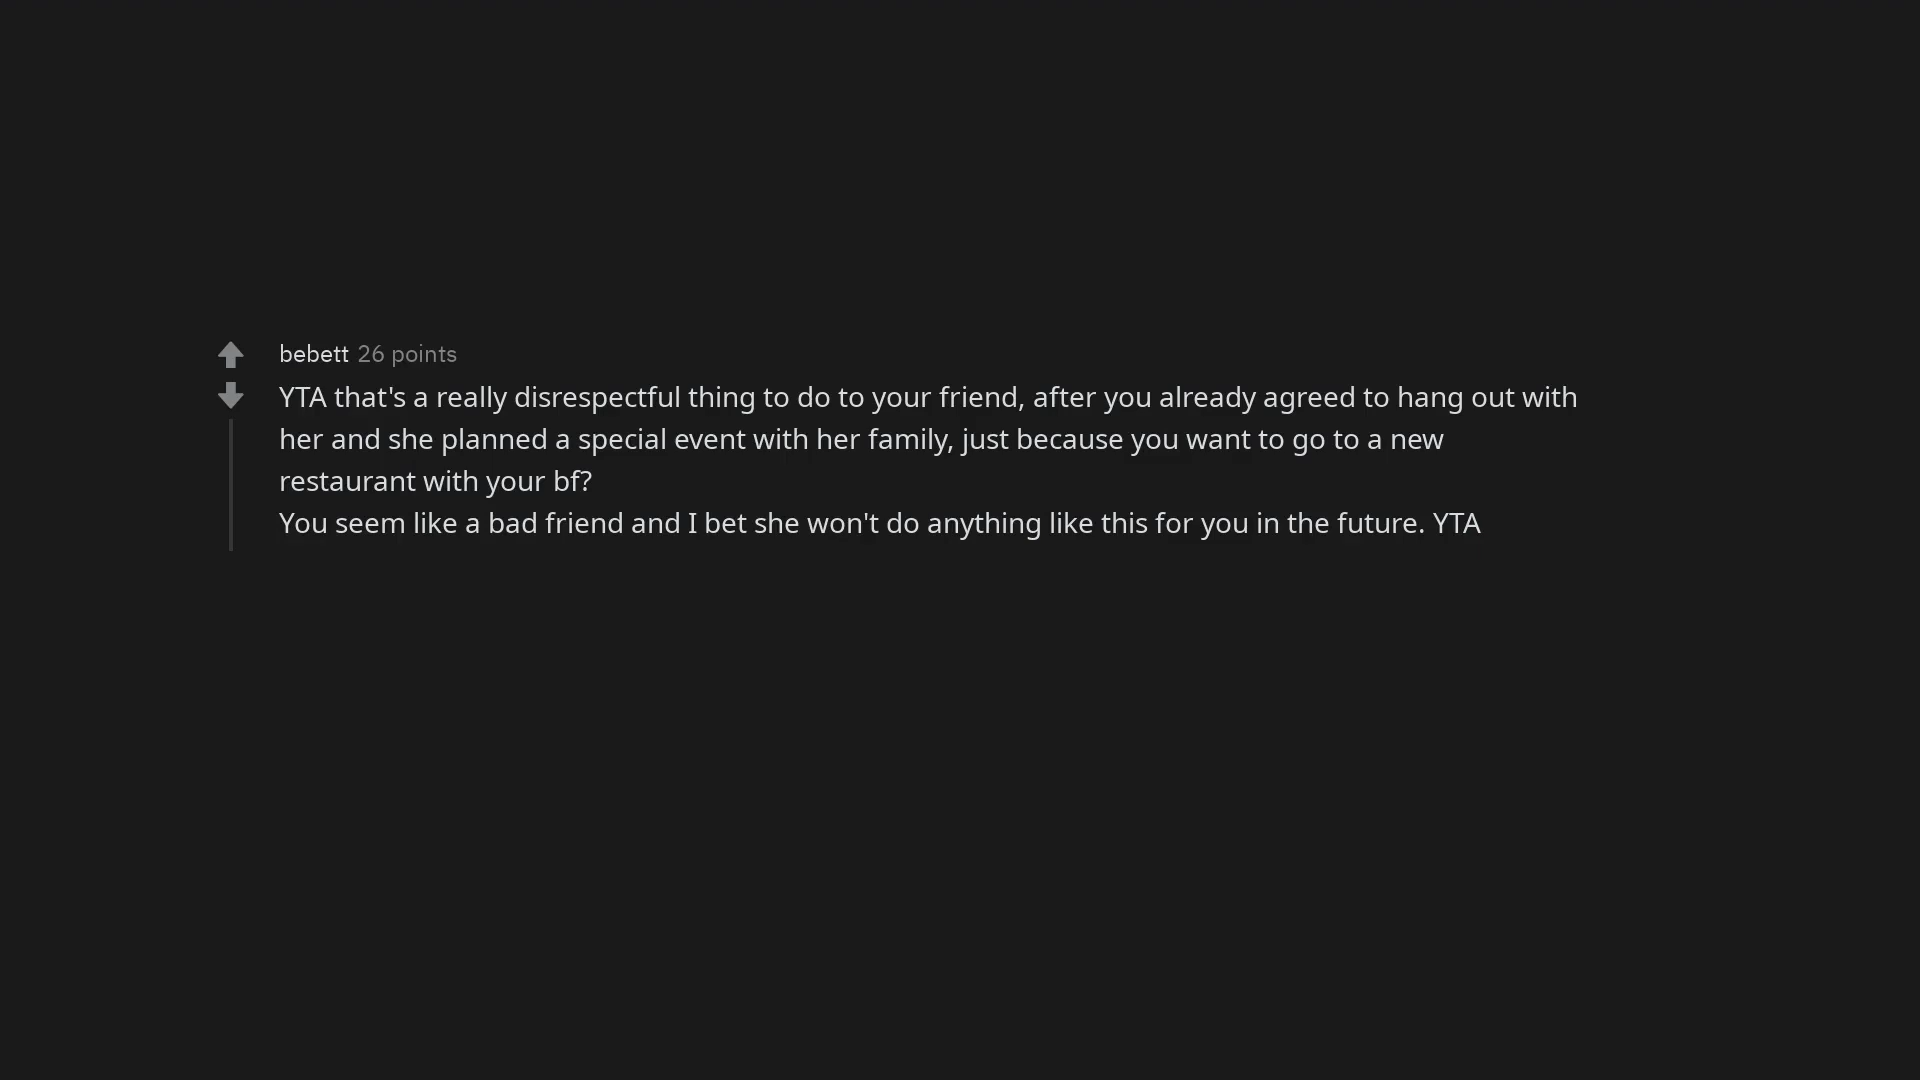 bebett 26 points
YTA that's a really disrespectful thing to do to your friend, after you already agreed to hang out with
her and she planned a special event with her family, just because you want to go to a new
restaurant with your bf?
You seem like a bad friend and I bet she won't do anything like this for you in the future. YTA